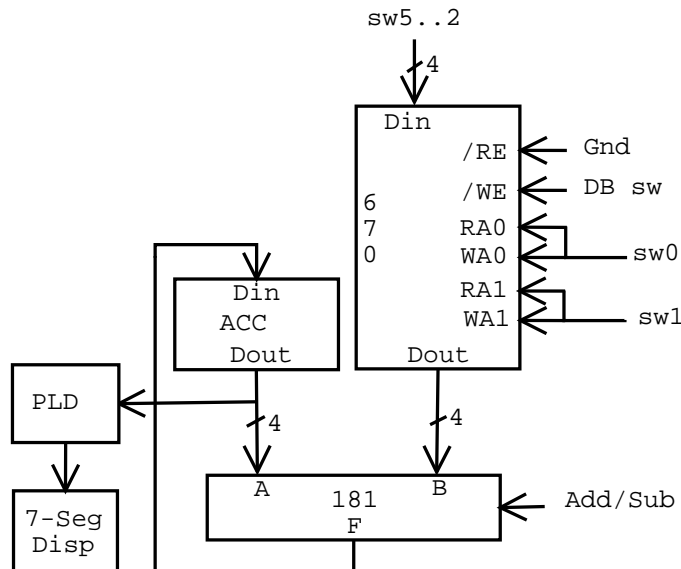 sw5..2
4
Din
/RE
Gnd
/WE
DB sw
6
7
0
RA0
WA0
sw0
RA1
WA1
sw1
Dout
Din
ACC
Dout
PLD
4
4
A
B
181
F
Add/Sub
7-Seg
Disp